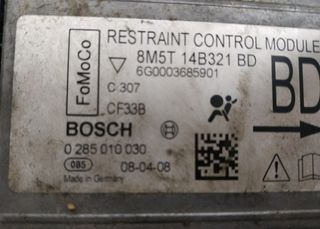 FoMoCo
RESTRAINT CONTROL MODULE
8M5T 14B321 BD
6G0003685901
C 307
CF33B
BD
BOSCH
0 285 010 030
085
08-04-08
Made in Germany